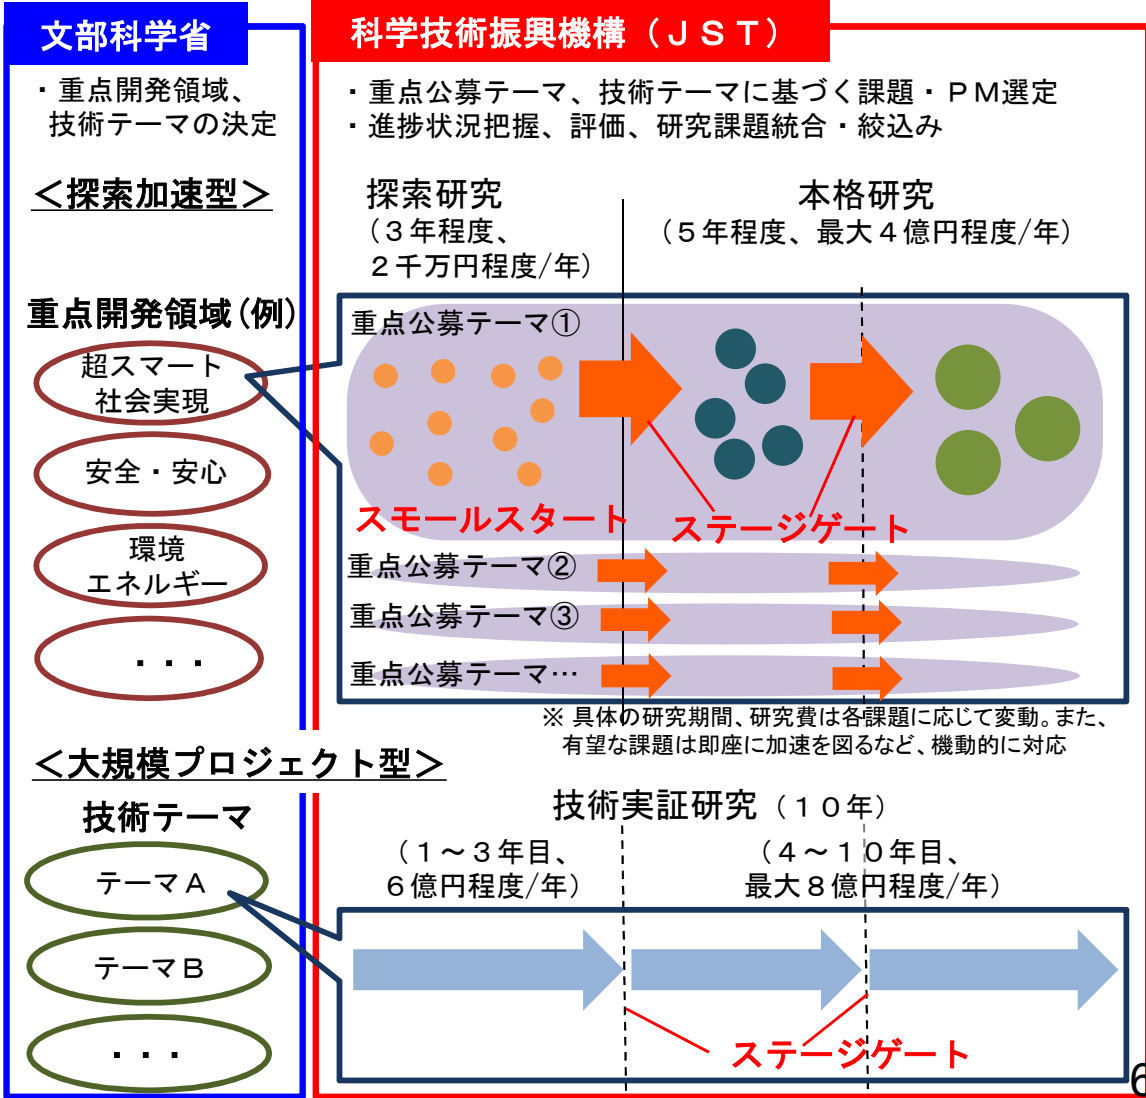 文部科学省
・重点開発領域、
技術テーマの決定
＜探索加速型＞
重点開発領域(例)
超スマート
社会実現
安全・安心
環境
エネルギー
・・・
科学技術振興機構（ＪＳＴ）
・重点公募テーマ、技術テーマに基づく課題・ＰＭ選定
・進捗状況把握、評価、研究課題統合・絞込み
探索研究
（３年程度、
２千万円程度/年）
本格研究
（５年程度、最大４億円程度/年）
重点公募テーマ①
スモールスタート
ステージゲート
重点公募テーマ②
重点公募テーマ③
重点公募テーマ…
※ 具体の研究期間、研究費は各課題に応じて変動。また、
有望な課題は即座に加速を図るなど、機動的に対応
＜大規模プロジェクト型＞
技術テーマ
テーマＡ
テーマＢ
・・・
技術実証研究（１０年）
（１～３年目、
６億円程度/年）
（４～１０年目、
最大８億円程度/年）
ステージゲート
6